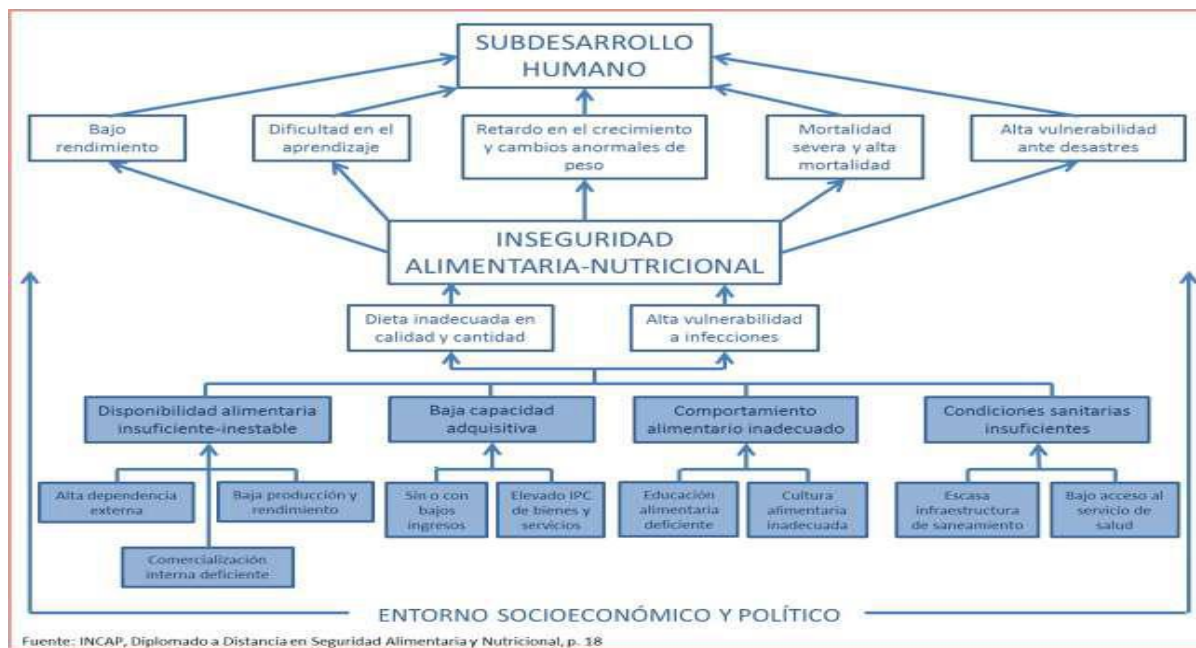 SUBDESARROLLO
HUMANO
Bajo
rendimiento
Dificultad en el
aprendizaje
Retardo en el crecimiento
y cambios anormales de
peso
Mortalidad
severa y alta
mortalidad
Alta vulnerabilidad
ante desastres
INSEGURIDAD
ALIMENTARIA-NUTRICIONAL
Dieta inadecuada en
calidad y cantidad
Alta vulnerabilidad
a infecciones
Disponibilidad alimentaria
insuficiente-inestable
Baja capacidad
adquisitiva
Comportamiento
alimentario inadecuado
Condiciones sanitarias
insuficientes
Alta dependencia
externa
Baja producción y
rendimiento
Sin o con
bajos
ingresos
Elevado IPC
de bienes y
servicios
Educación
alimentaria
deficiente
Cultura
alimentaria
inadecuada
Escasa
infraestructura
de saneamiento
Bajo acceso al
servicio de
salud
Comercialización
interna deficiente
ENTORNO SOCIOECONÓMICO Y POLÍTICO
Fuente: INCAP, Diplomado a Distancia en Seguridad Alimentaria y Nutricional, p. 18